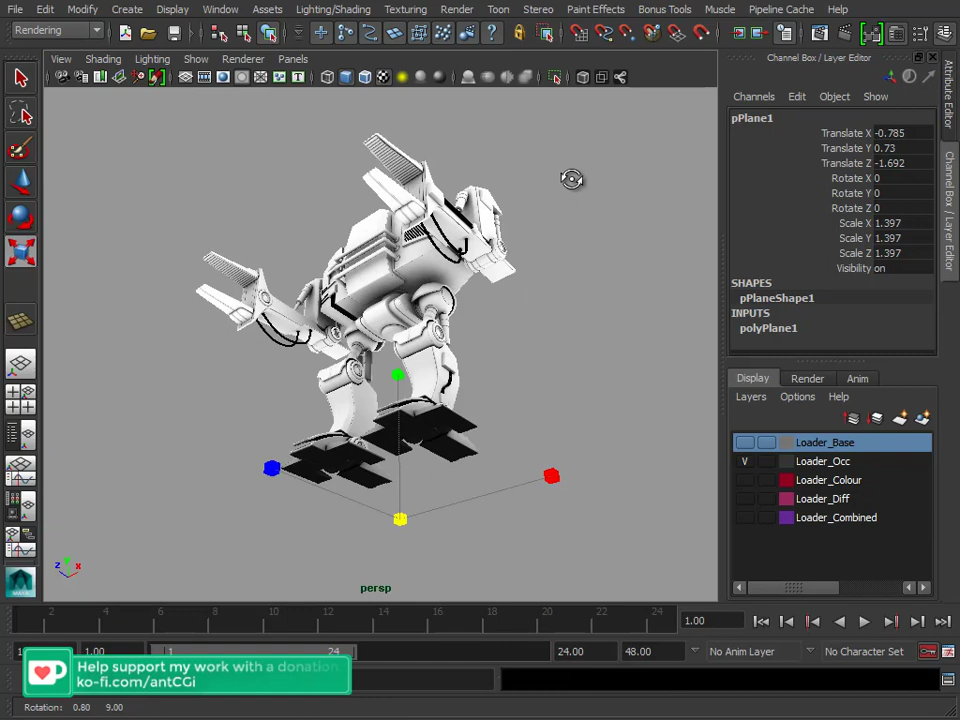 File Edit Modify Create Display Window Assets Lighting/Shading Texturing Render Toon Stereo Paint Effects Bonus Tools Muscle Pipeline Cache Help
Rendering
View Shading Lighting Show Renderer Panels
Channel Box / Layer Editor
Channels Edit Object Show
pPlane1
Translate X -0.785
Translate Y 0.73
Translate Z -1.692
Rotate X 0
Rotate Y 0
Rotate Z 0
Scale X 1.397
Scale Y 1.397
Scale Z 1.397
Visibility on
SHAPES
pPlaneShape1
INPUTS
polyPlane1
Attribute Editor
Channel Box / Layer Editor
Display Render Anim
Layers Options Help
Loader_Base
V Loader_Occ
Loader_Colour
Loader_Diff
Loader_Combined
z Y x
persp
2 4 6 8 10 12 14 16 18 20 22 24
1.00
1.00 1 24 24.00 48.00 No Anim Layer No Character Set
Help support my work with a donation
ko-fi.com/antCGi
Rotation: 0.80 9.00